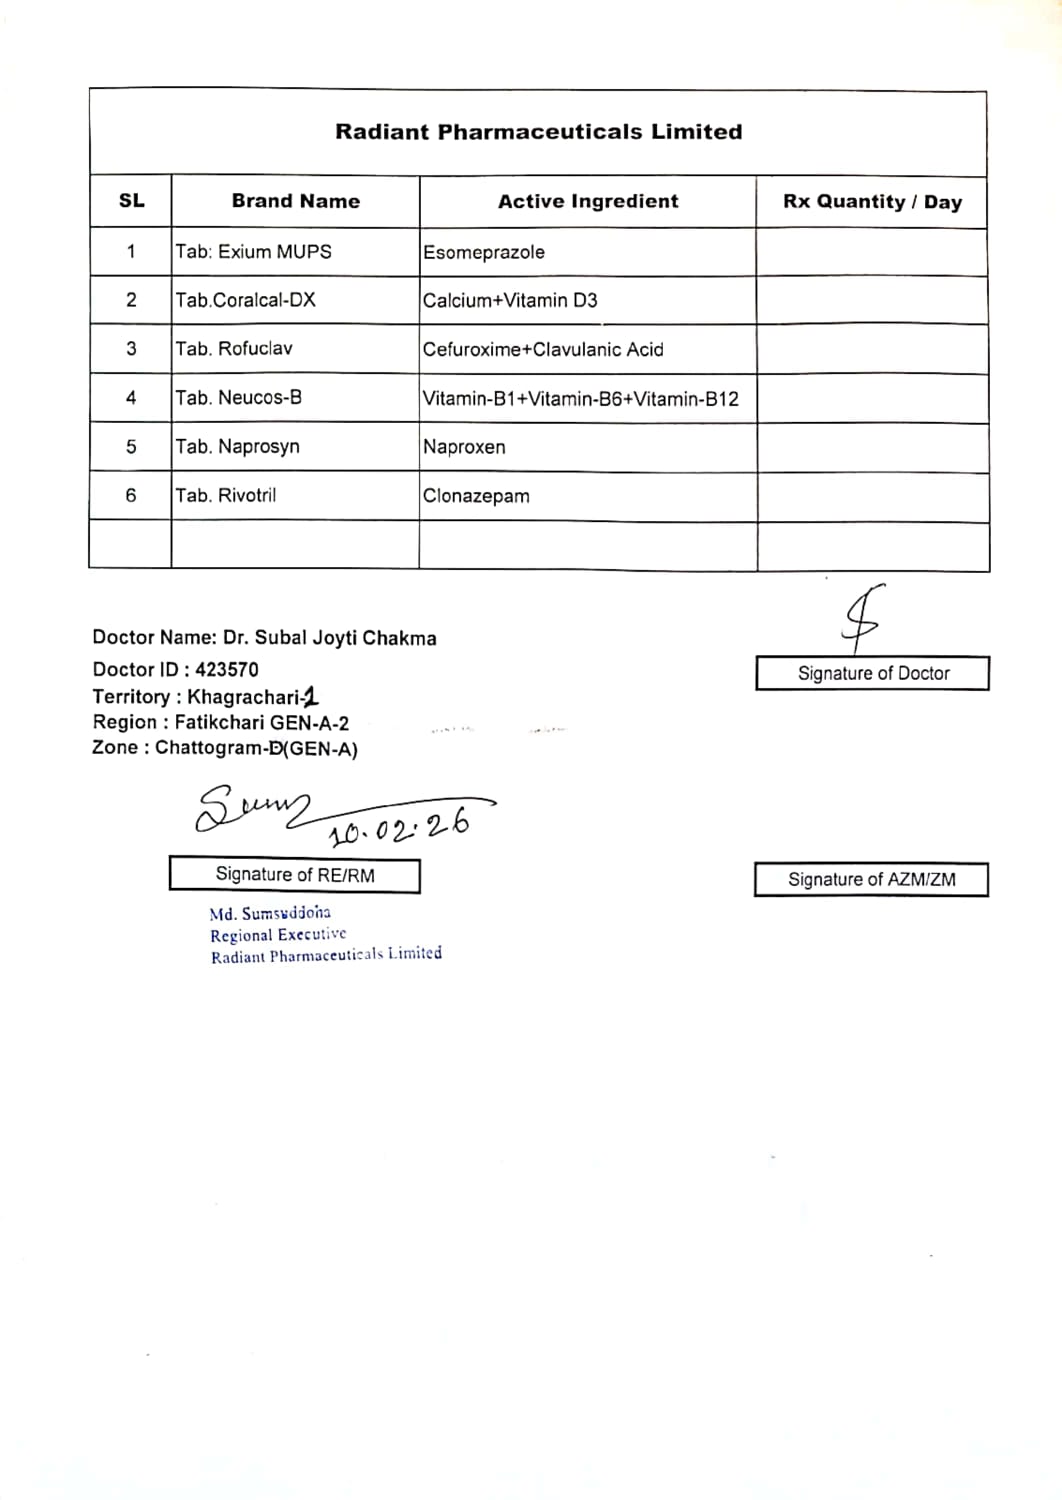 Radiant Pharmaceuticals Limited
SL Brand Name Active Ingredient Rx Quantity / Day
1 Tab: Exium MUPS Esomeprazole
2 Tab.Coralcal-DX Calcium+Vitamin D3
3 Tab. Rofuclav Cefuroxime+Clavulanic Acid
4 Tab. Neucos-B Vitamin-B1+Vitamin-B6+Vitamin-B12
5 Tab. Naprosyn Naproxen
6 Tab. Rivotril Clonazepam
Signature of Doctor
Doctor Name: Dr. Subal Joyti Chakma
Doctor ID : 423570
Territory : Khagrachari-1
Region : Fatikchari GEN-A-2
Zone : Chattogram-D(GEN-A)
10.02.26
Signature of RE/RM
Signature of AZM/ZM
Md. Sumsuddoha
Regional Executive
Radiant Pharmaceuticals Limited